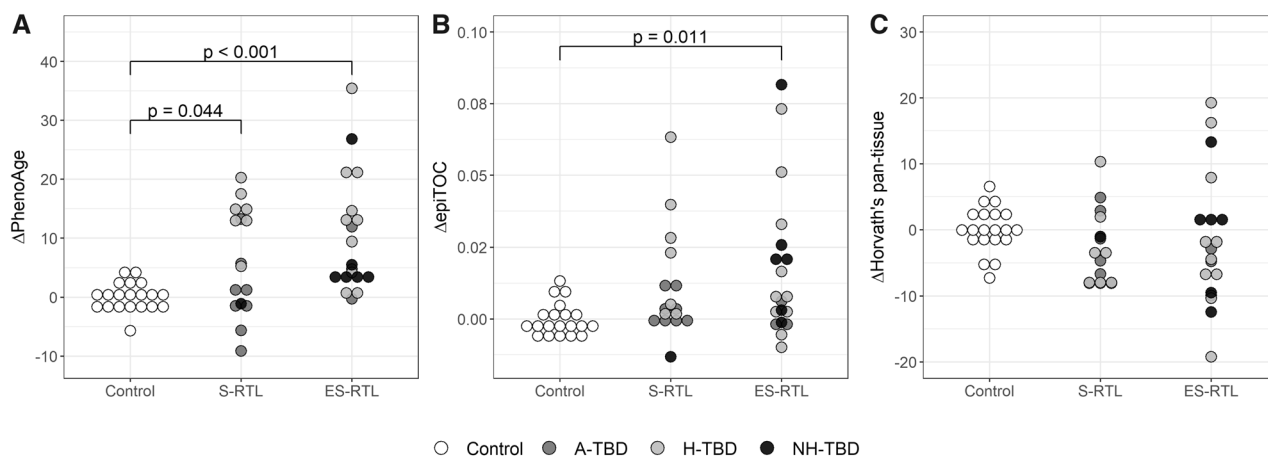 A
B
C
ΔPhenoAge
40
30
20
10
0
-10
p < 0.001
p = 0.044
Control
S-RTL
ES-RTL
ΔepiTOC
0.10
0.08
0.05
0.02
0.00
p = 0.011
Control
S-RTL
ES-RTL
ΔHorvath's pan-tissue
30
20
10
0
-10
-20
Control
S-RTL
ES-RTL
Control A-TBD H-TBD NH-TBD